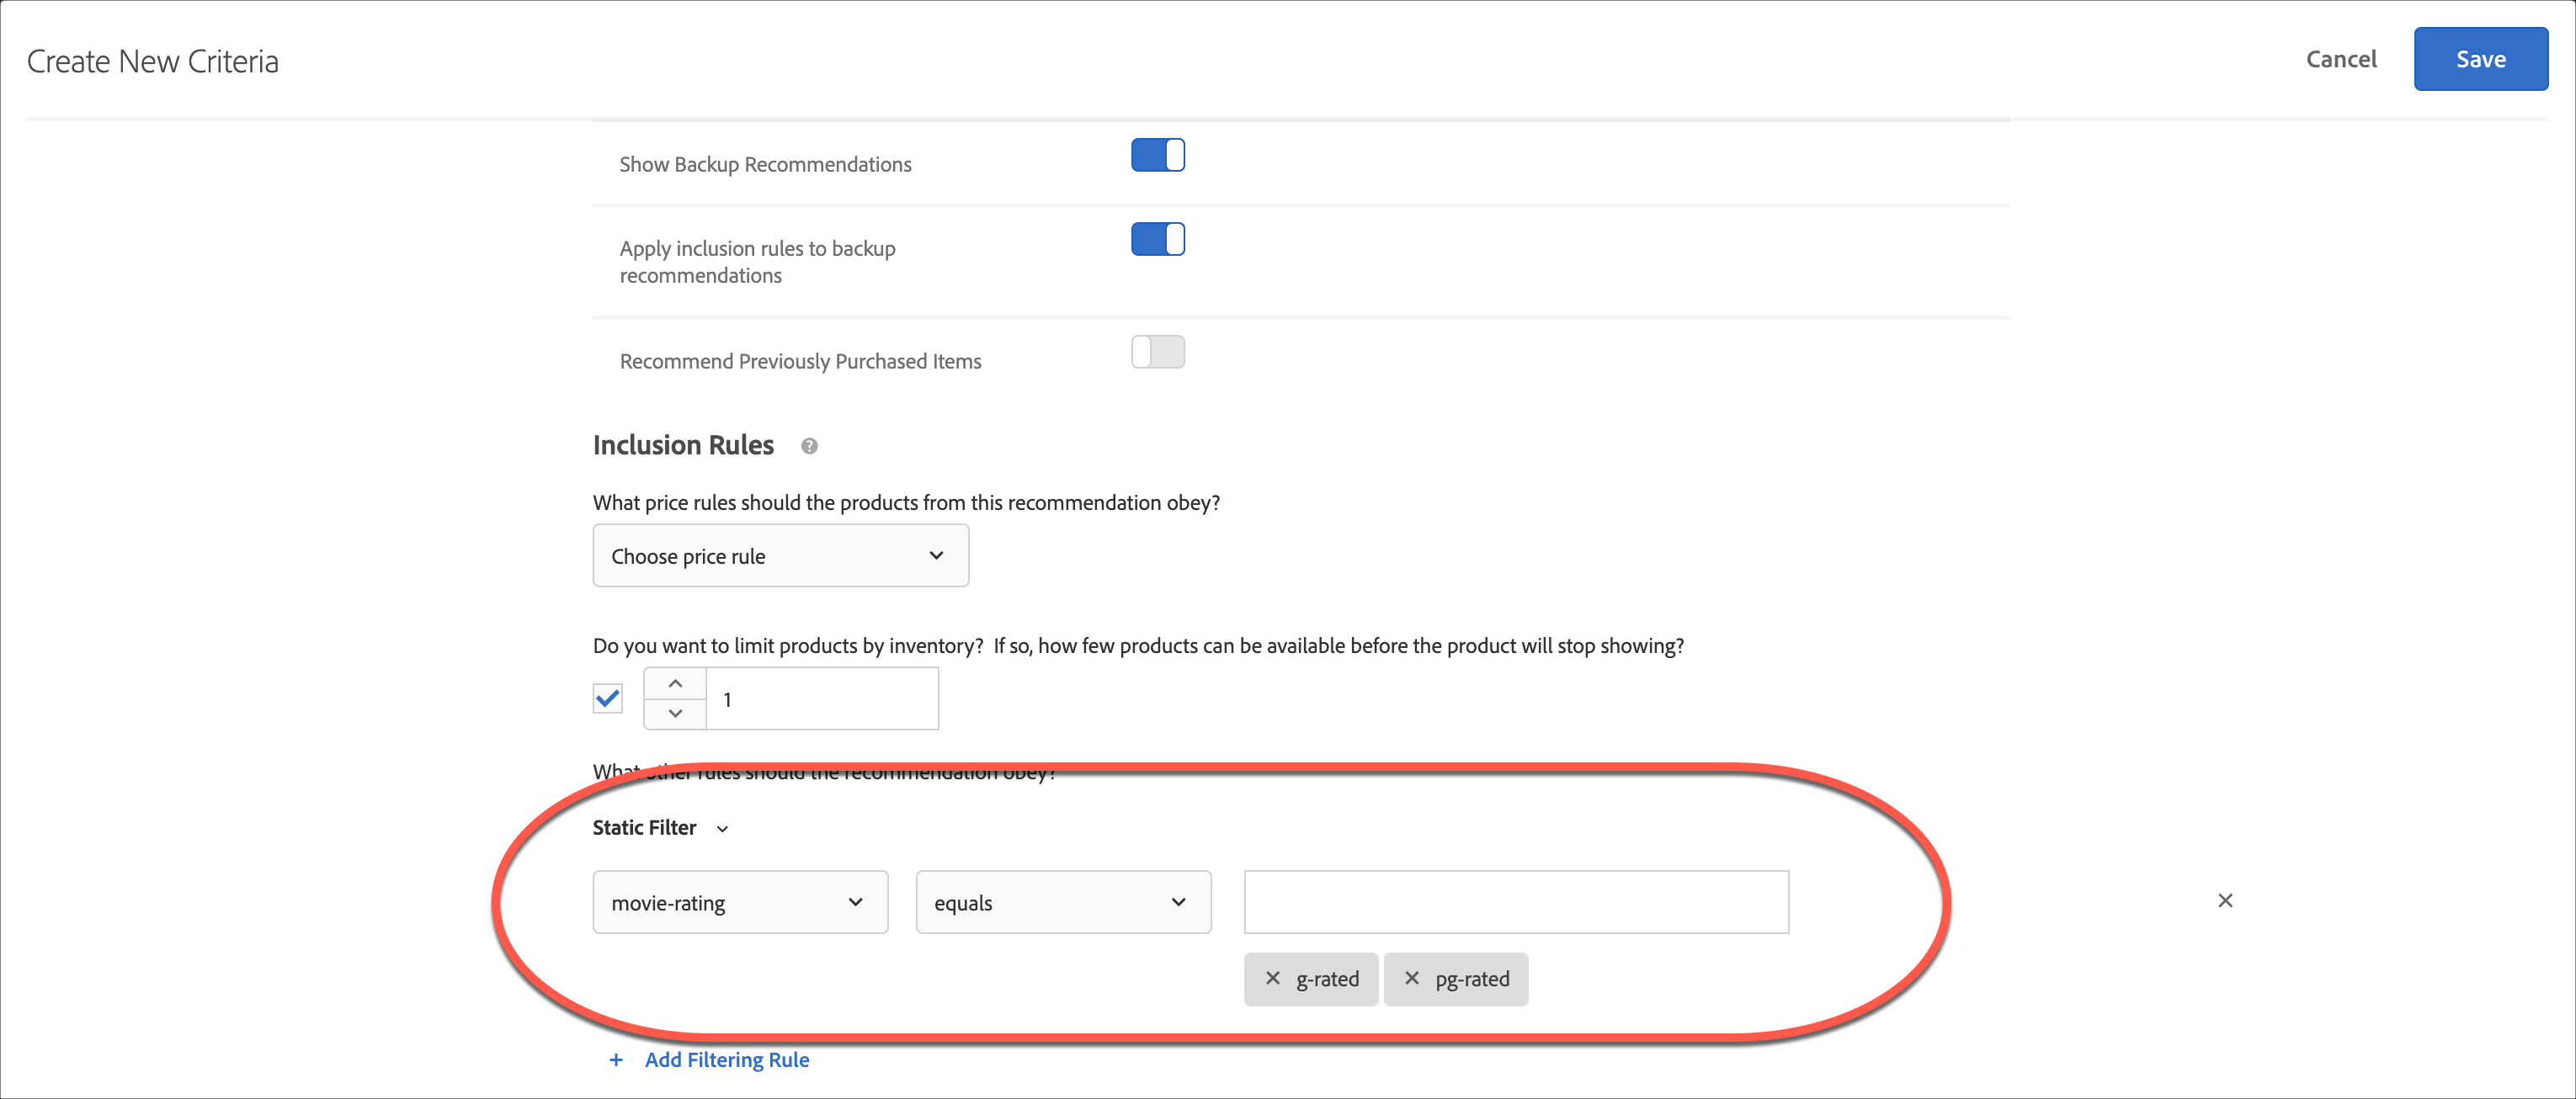 Create New Criteria
Cancel
Save
Show Backup Recommendations
Apply inclusion rules to backup
recommendations
Recommend Previously Purchased Items
Inclusion Rules ?
What price rules should the products from this recommendation obey?
Choose price rule
Do you want to limit products by inventory? If so, how few products can be available before the product will stop showing?
1
What other rules should the recommendation obey?
Static Filter
movie-rating
equals
g-rated
pg-rated
+ Add Filtering Rule